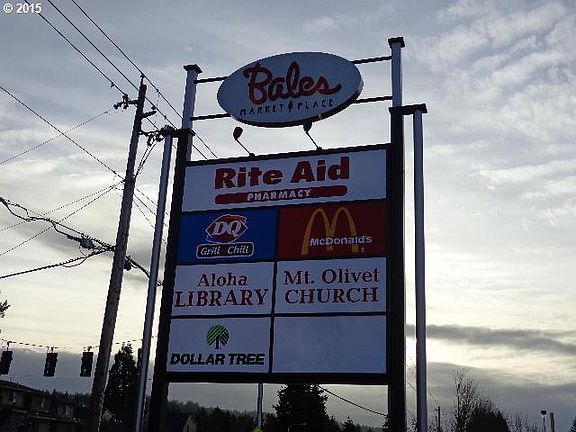 © 2015
Bales
MARKET PLACE
Rite Aid
PHARMACY
DQ
Grill Chill
McDonald's
Aloha
LIBRARY
Mt. Olivet
CHURCH
DOLLAR TREE